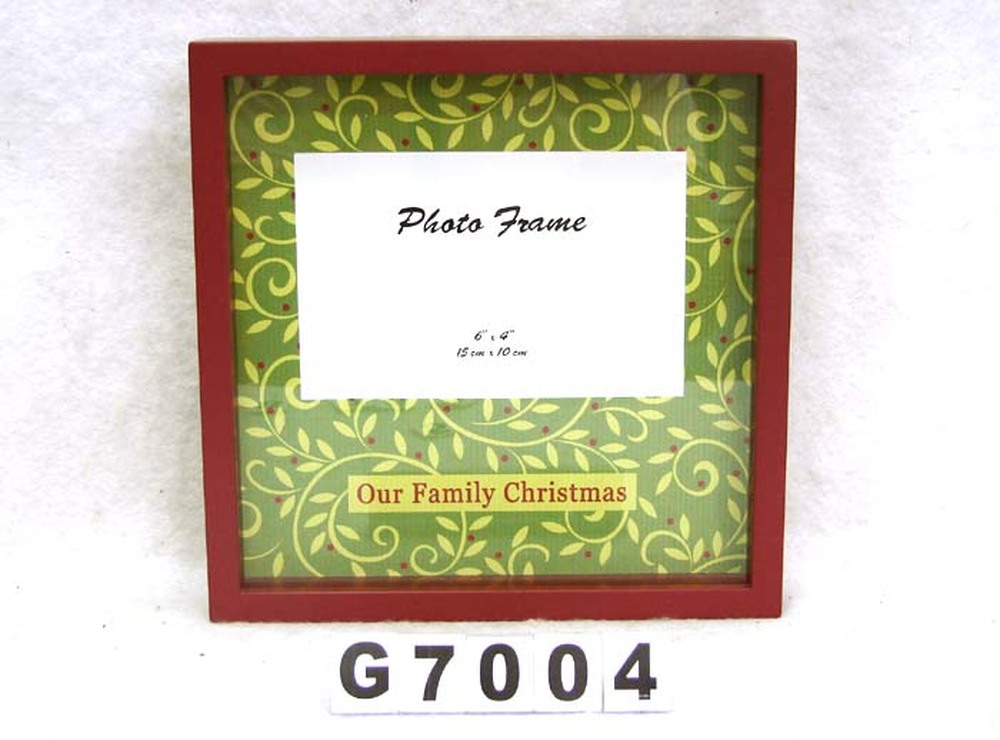 Photo Frame
6" x 4"
15 cm x 10 cm
Our Family Christmas
G7004